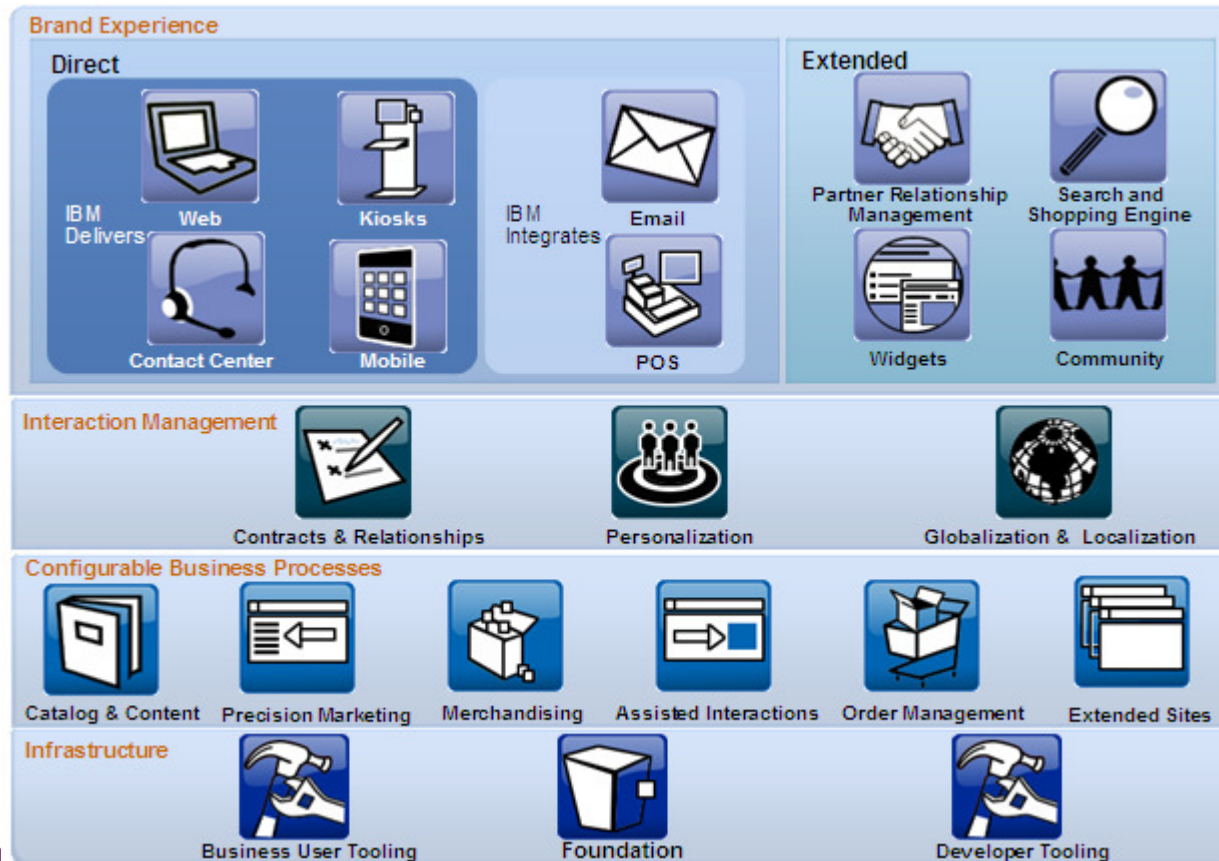 Brand Experience
Direct
Extended
IBM
Delivers
Web
Kiosks
IBM
Integrates
Email
Partner Relationship
Management
Search and
Shopping Engine
Contact Center
Mobile
POS
Widgets
Community
Interaction Management
Contracts & Relationships
Personalization
Globalization & Localization
Configurable Business Processes
Catalog & Content
Precision Marketing
Merchandising
Assisted Interactions
Order Management
Extended Sites
Infrastructure
Business User Tooling
Foundation
Developer Tooling